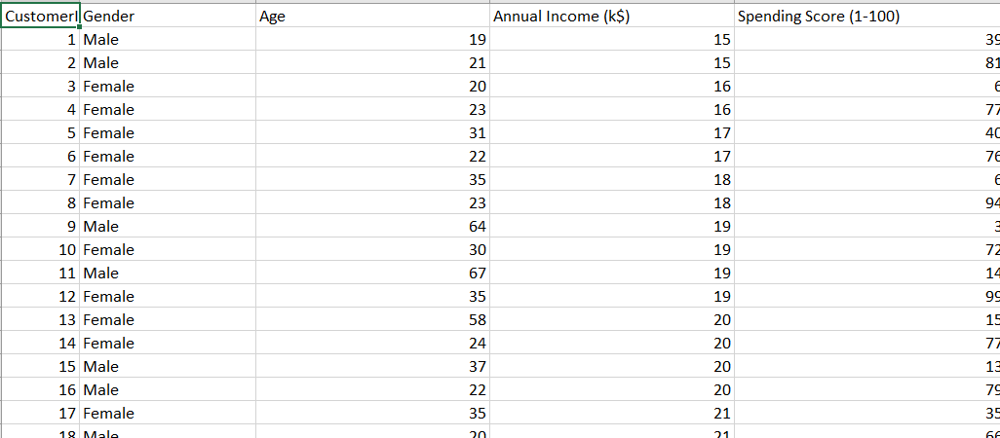 CustomerI Gender Age Annual Income (k$) Spending Score (1-100)
1 Male 19 15 39
2 Male 21 15 81
3 Female 20 16 6
4 Female 23 16 77
5 Female 31 17 40
6 Female 22 17 76
7 Female 35 18 6
8 Female 23 18 94
9 Male 64 19 3
10 Female 30 19 72
11 Male 67 19 14
12 Female 35 19 99
13 Female 58 20 15
14 Female 24 20 77
15 Male 37 20 13
16 Male 22 20 79
17 Female 35 21 35
18 Male 20 21 66